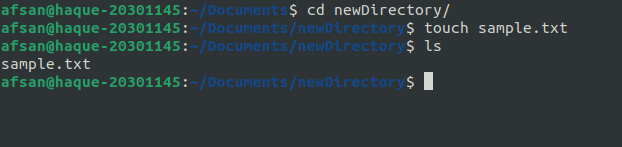 afsan@haque-20301145:~/Documents$ cd newDirectory/
afsan@haque-20301145:~/Documents/newDirectory$ touch sample.txt
afsan@haque-20301145:~/Documents/newDirectory$ ls
sample.txt
afsan@haque-20301145:~/Documents/newDirectory$